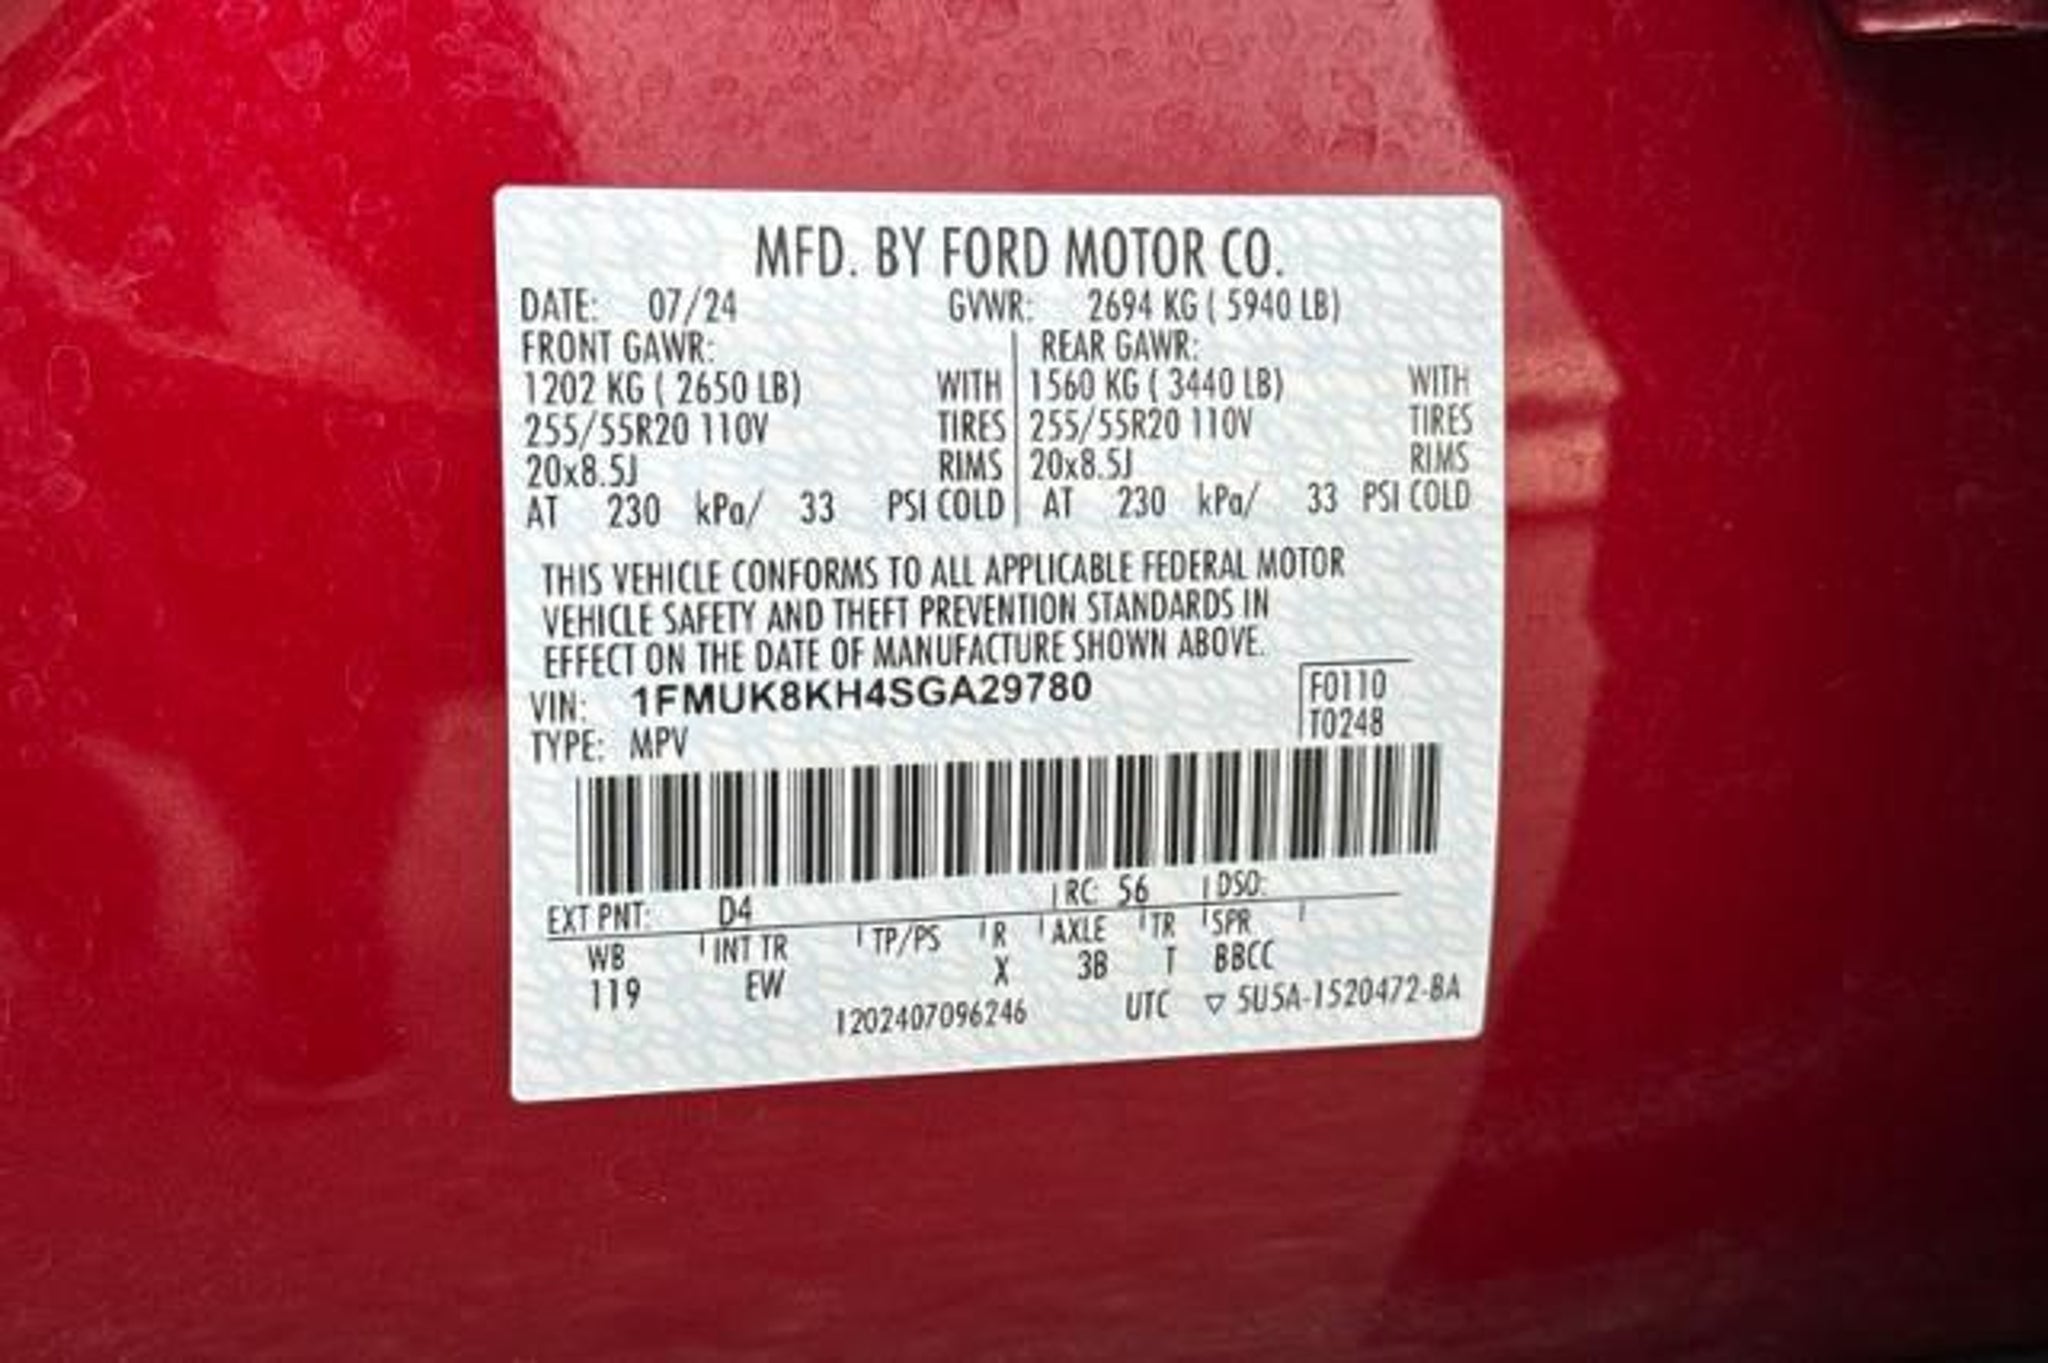 MFD. BY FORD MOTOR CO.
DATE: 07/24 GVWR: 2694 KG ( 5940 LB)
FRONT GAWR: REAR GAWR:
1202 KG ( 2650 LB) WITH 1560 KG ( 3440 LB) WITH
255/55R20 110V TIRES 255/55R20 110V TIRES
20x8.5J RIMS 20x8.5J RIMS
AT 230 kPa/ 33 PSI COLD AT 230 kPa/ 33 PSI COLD
THIS VEHICLE CONFORMS TO ALL APPLICABLE FEDERAL MOTOR
VEHICLE SAFETY AND THEFT PREVENTION STANDARDS IN
EFFECT ON THE DATE OF MANUFACTURE SHOWN ABOVE.
VIN: 1FMUK8KH4SGA29780 F0110
TYPE: MPV T0248
EXT PNT: D4 RC: 56 DSO:
WB INT TR TP/PS R AXLE TR SPR
119 EW X 3B T BBCC
1202407096246 UTC ▽ 5U5A-1520472-BA